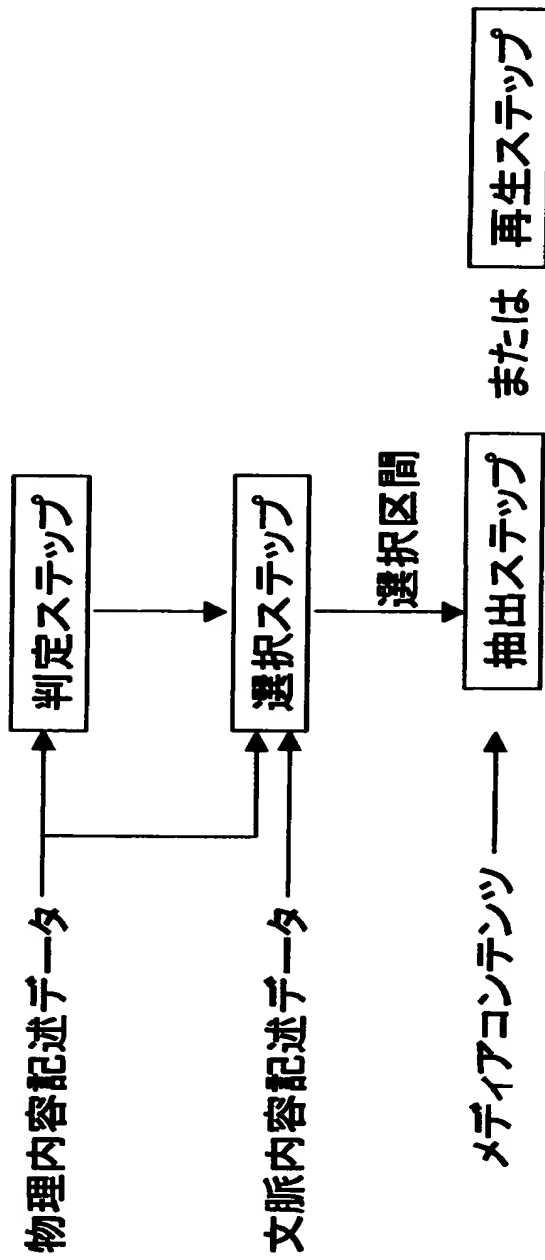 物理内容記述データ
判定ステップ
文脈内容記述データ
選択ステップ
選択区間
メディアコンテンツ
抽出ステップ
または
再生ステップ